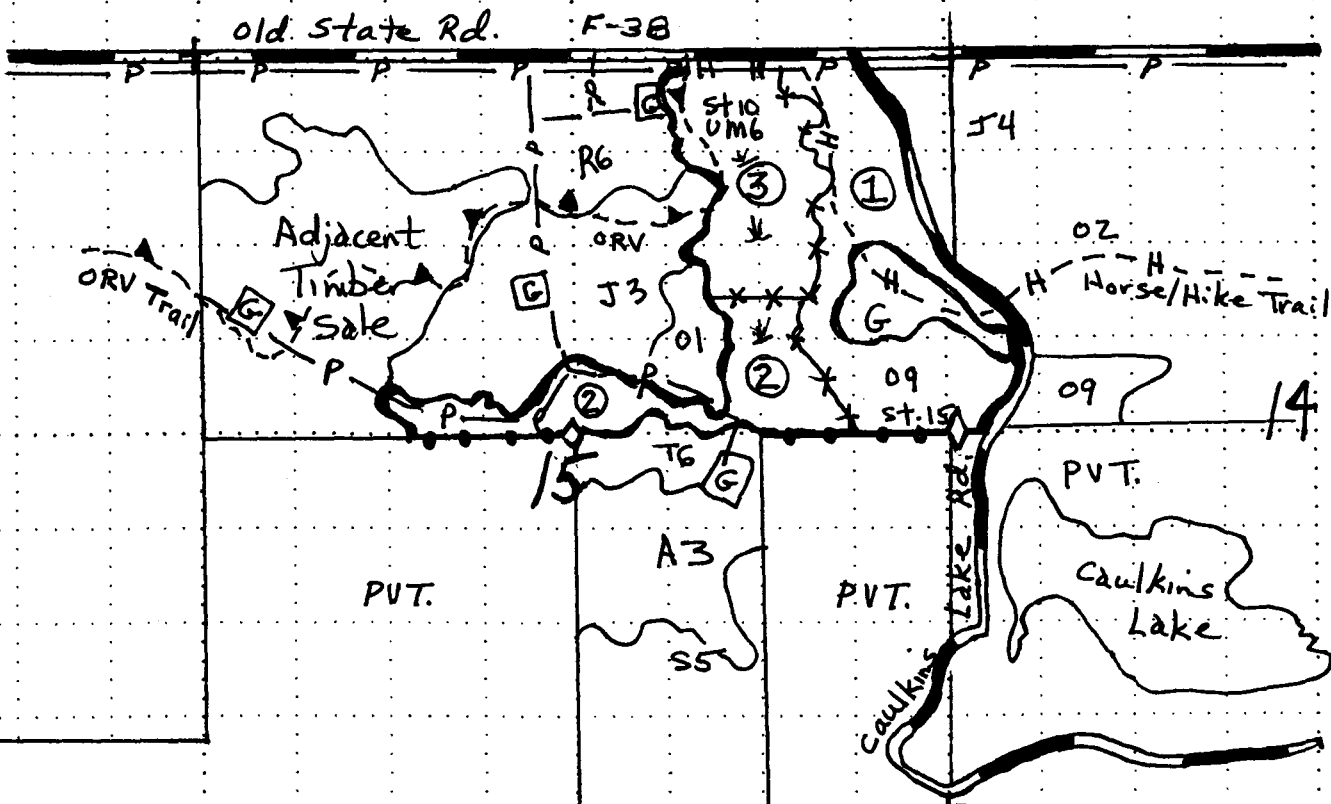 Old State Rd. F-38
P P P P P H H P P P
G
St10
UM6
J4
P
R6
P
H
3
1
Adjacent
Timber
Sale
P
ORV
02
H
H
Horse/Hike Trail
ORV Trail
G
G
J3
H
G
01
P
P
2
2
09
St.15
09
14
P
15
T6
G
PVT.
A3
PVT.
P.VT.
S5
Caulkins Lake Rd.
Caulkins
Lake